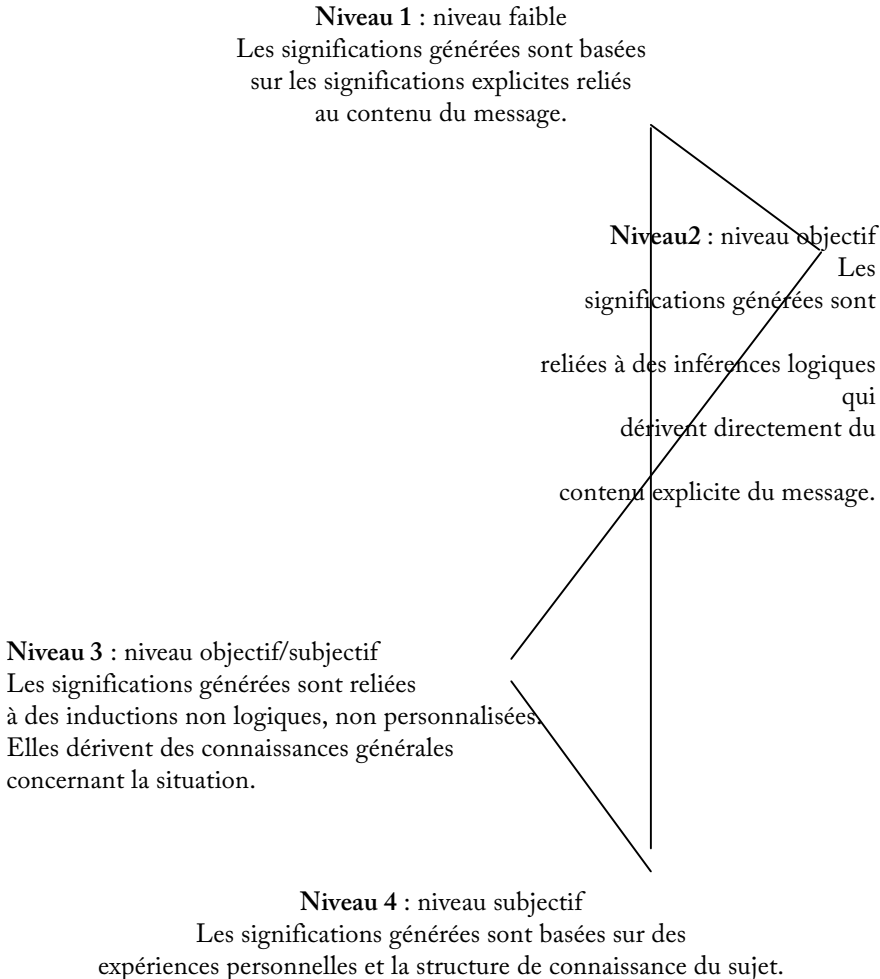 Niveau 1 : niveau faible
Les significations générées sont basées
sur les significations explicites reliés
au contenu du message.
Niveau2 : niveau objectif
Les
significations générées sont
reliées à des inférences logiques
qui
dérivent directement du
contenu explicite du message.
Niveau 3 : niveau objectif/subjectif
Les significations générées sont reliées
à des inductions non logiques, non personnalisées.
Elles dérivent des connaissances générales
concernant la situation.
Niveau 4 : niveau subjectif
Les significations générées sont basées sur des
expériences personnelles et la structure de connaissance du sujet.